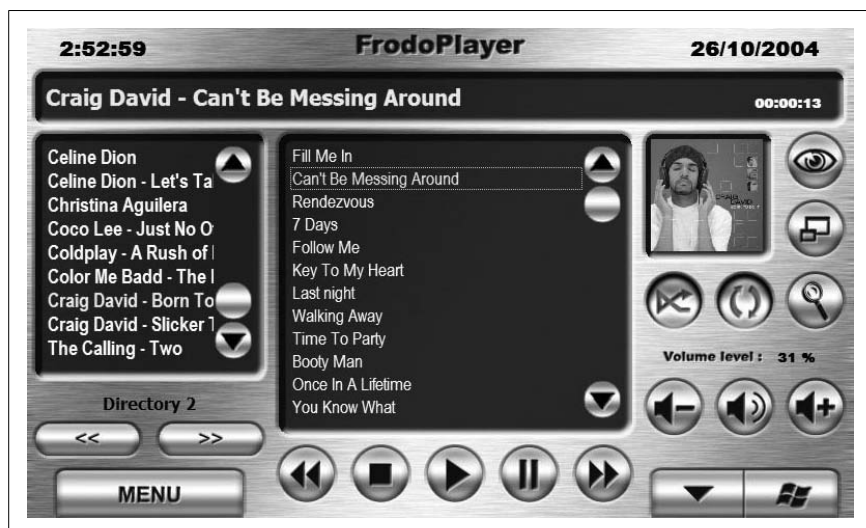 2:52:59 FrodoPlayer 26/10/2004
Craig David - Can't Be Messing Around 00:00:13
Celine Dion
Celine Dion - Let's Ta
Christina Aguilera
Coco Lee - Just No O
Coldplay - A Rush of
Color Me Badd - The
Craig David - Born To
Craig David - Slicker T
The Calling - Two
Fill Me In
Can't Be Messing Around
Rendezvous
7 Days
Follow Me
Key To My Heart
Last night
Walking Away
Time To Party
Booty Man
Once In A Lifetime
You Know What
CRAIG
DAVID
Volume level : 31 %
Directory 2
<< >>
MENU